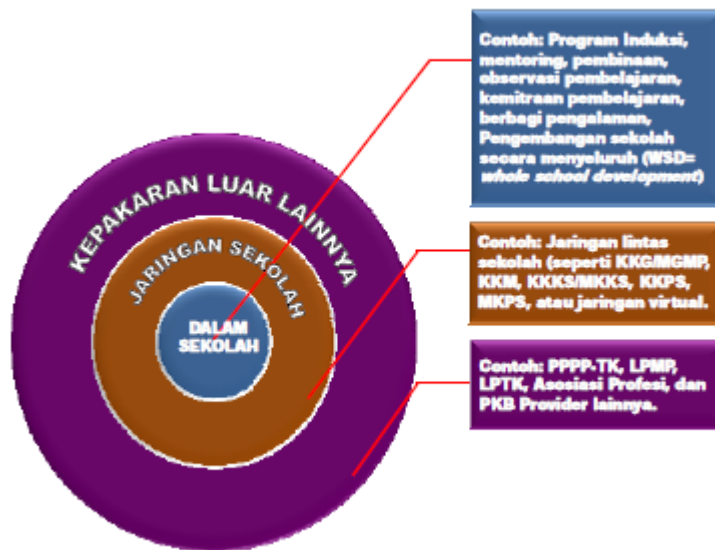 KEPAKARAN LUAR LAINNYA
JARINGAN SEKOLAH
DALAM
SEKOLAH
Contoh: Program Induksi,
mentoring, pembinaan,
observasi pembelajaran,
kemitraan pembelajaran,
berbagi pengalaman,
Pengembangan sekolah
secara menyeluruh (WSD=
whole school development)
Contoh: Jaringan lintas
sekolah (seperti KKG/MGMP,
KKM, KKKS/MKKS, KKPS,
MKPS, atau jaringan virtual.
Contoh: PPPP-TK, LPMP,
LPTK, Asosiasi Profesi, dan
PKB Provider lainnya.